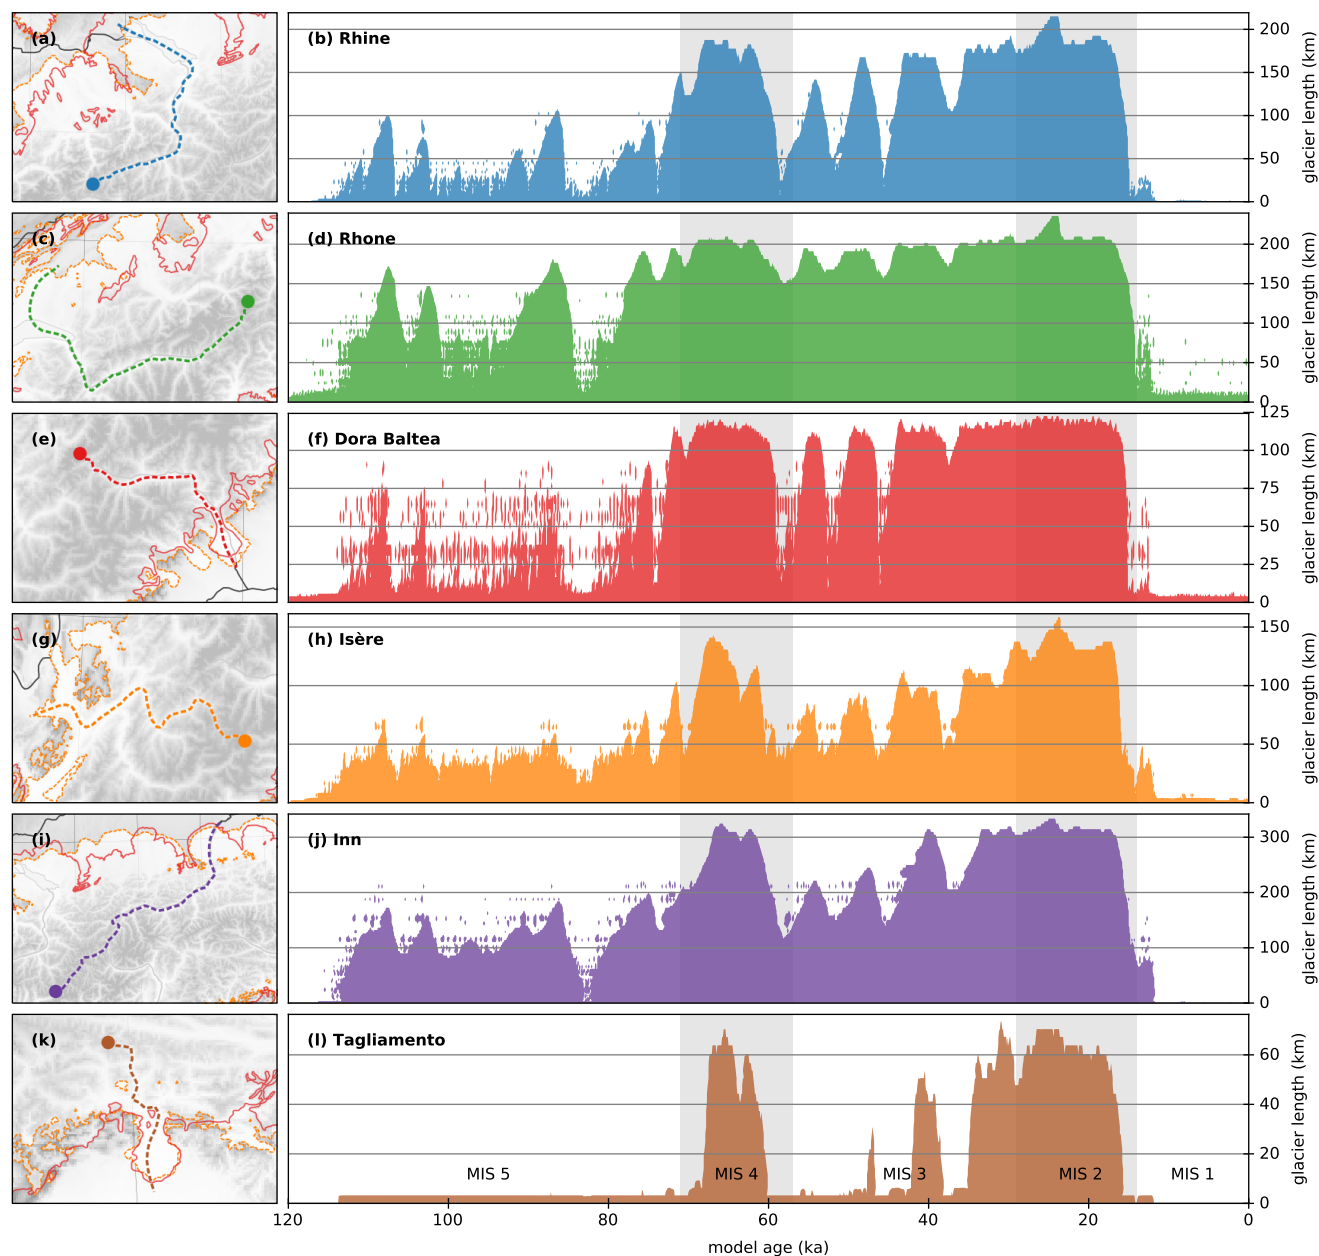 (a)
(b) Rhine
200
150
100
50
0
glacier length (km)
(c)
(d) Rhone
200
150
100
50
0
glacier length (km)
(e)
(f) Dora Baltea
125
100
75
50
25
0
glacier length (km)
(g)
(h) Isère
150
100
50
0
glacier length (km)
(i)
(j) Inn
300
200
100
0
glacier length (km)
(k)
(l) Tagliamento
60
40
20
0
glacier length (km)
MIS 5 MIS 4 MIS 3 MIS 2 MIS 1
120 100 80 60 40 20 0
model age (ka)